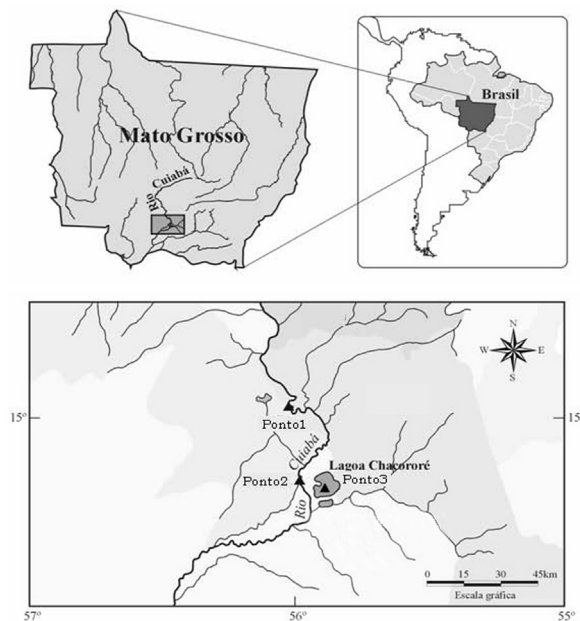 Mato Grosso
Rio Cuiabá
Brasil
N
W E
S
15° 15
Ponto1
Cuiabá
Rio
Lagoa Chacororé
Ponto2
Ponto3
0 15 30 45km
Escala gráfica
57° 56° 55°